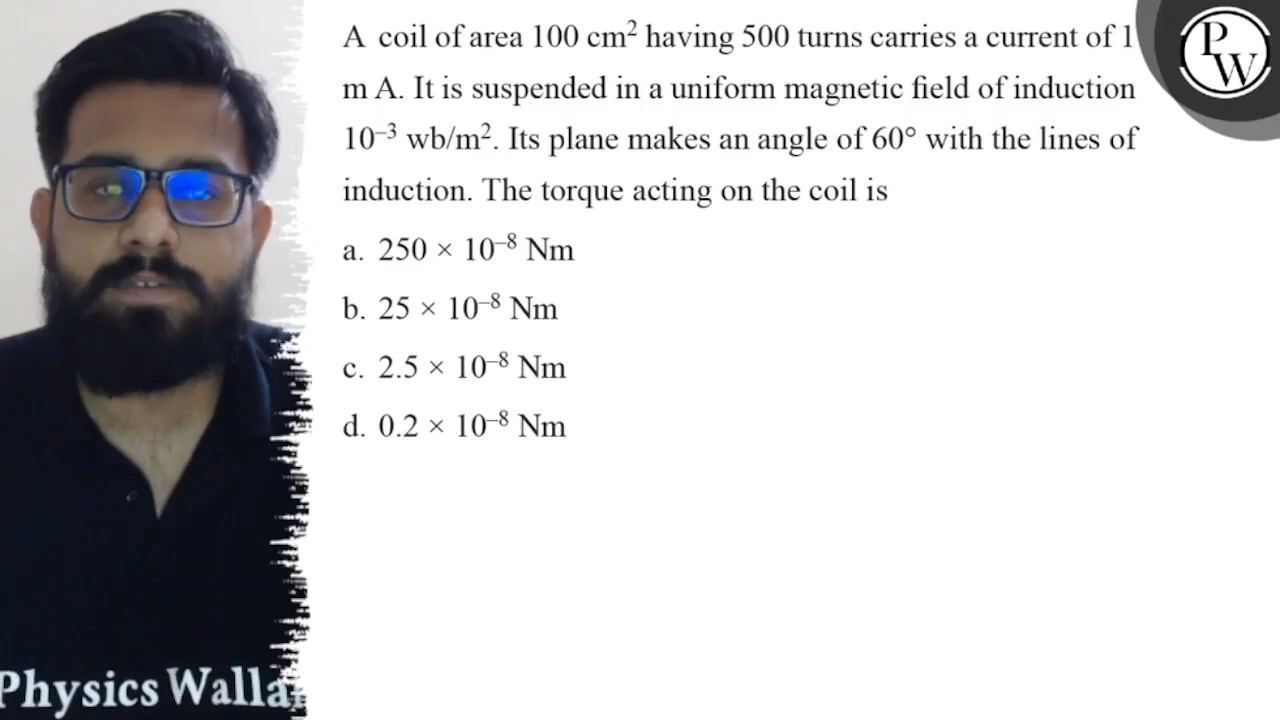 A coil of area 100 cm² having 500 turns carries a current of 1
m A. It is suspended in a uniform magnetic field of induction
10⁻³ wb/m². Its plane makes an angle of 60° with the lines of
induction. The torque acting on the coil is
a. 250 × 10⁻⁸ Nm
b. 25 × 10⁻⁸ Nm
c. 2.5 × 10⁻⁸ Nm
d. 0.2 × 10⁻⁸ Nm
PW
Physics Walla